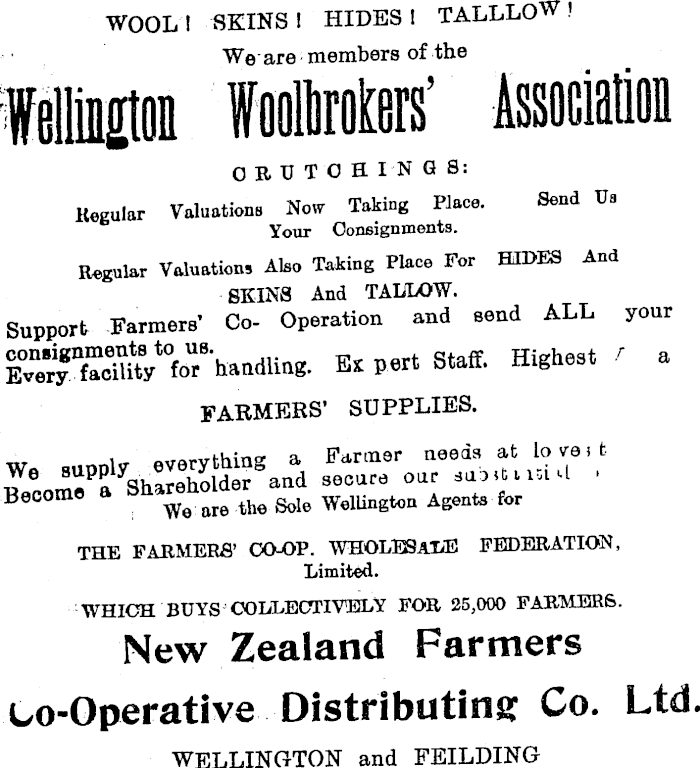 WOOL! SKINS! HIDES! TALLLOW!
We are members of the
Wellington Woolbrokers' Association
CRUTCHINGS:
Regular Valuations Now Taking Place. Send Us
Your Consignments.
Regular Valuations Also Taking Place For HIDES And
SKINS And TALLOW.
Support Farmers' Co- Operation and send ALL your
consignments to us.
Every facility for handling. Ex pert Staff. Highest a
FARMERS' SUPPLIES.
We supply everything a Farmer needs at
Become a Shareholder and secure our
We are the Sole Wellington Agents for
THE FARMERS' CO-OP. WHOLESALE FEDERATION,
Limited.
WHICH BUYS COLLECTIVELY FOR 25,000 FARMERS.
New Zealand Farmers
Co-Operative Distributing Co. Ltd.
WELLINGTON and FEILDING